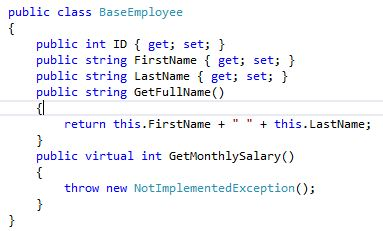 public class BaseEmployee
{
    public int ID { get; set; }
    public string FirstName { get; set; }
    public string LastName { get; set; }
    public string GetFullName()
    {
        return this.FirstName + " " + this.LastName;
    }
    public virtual int GetMonthlySalary()
    {
        throw new NotImplementedException();
    }
}